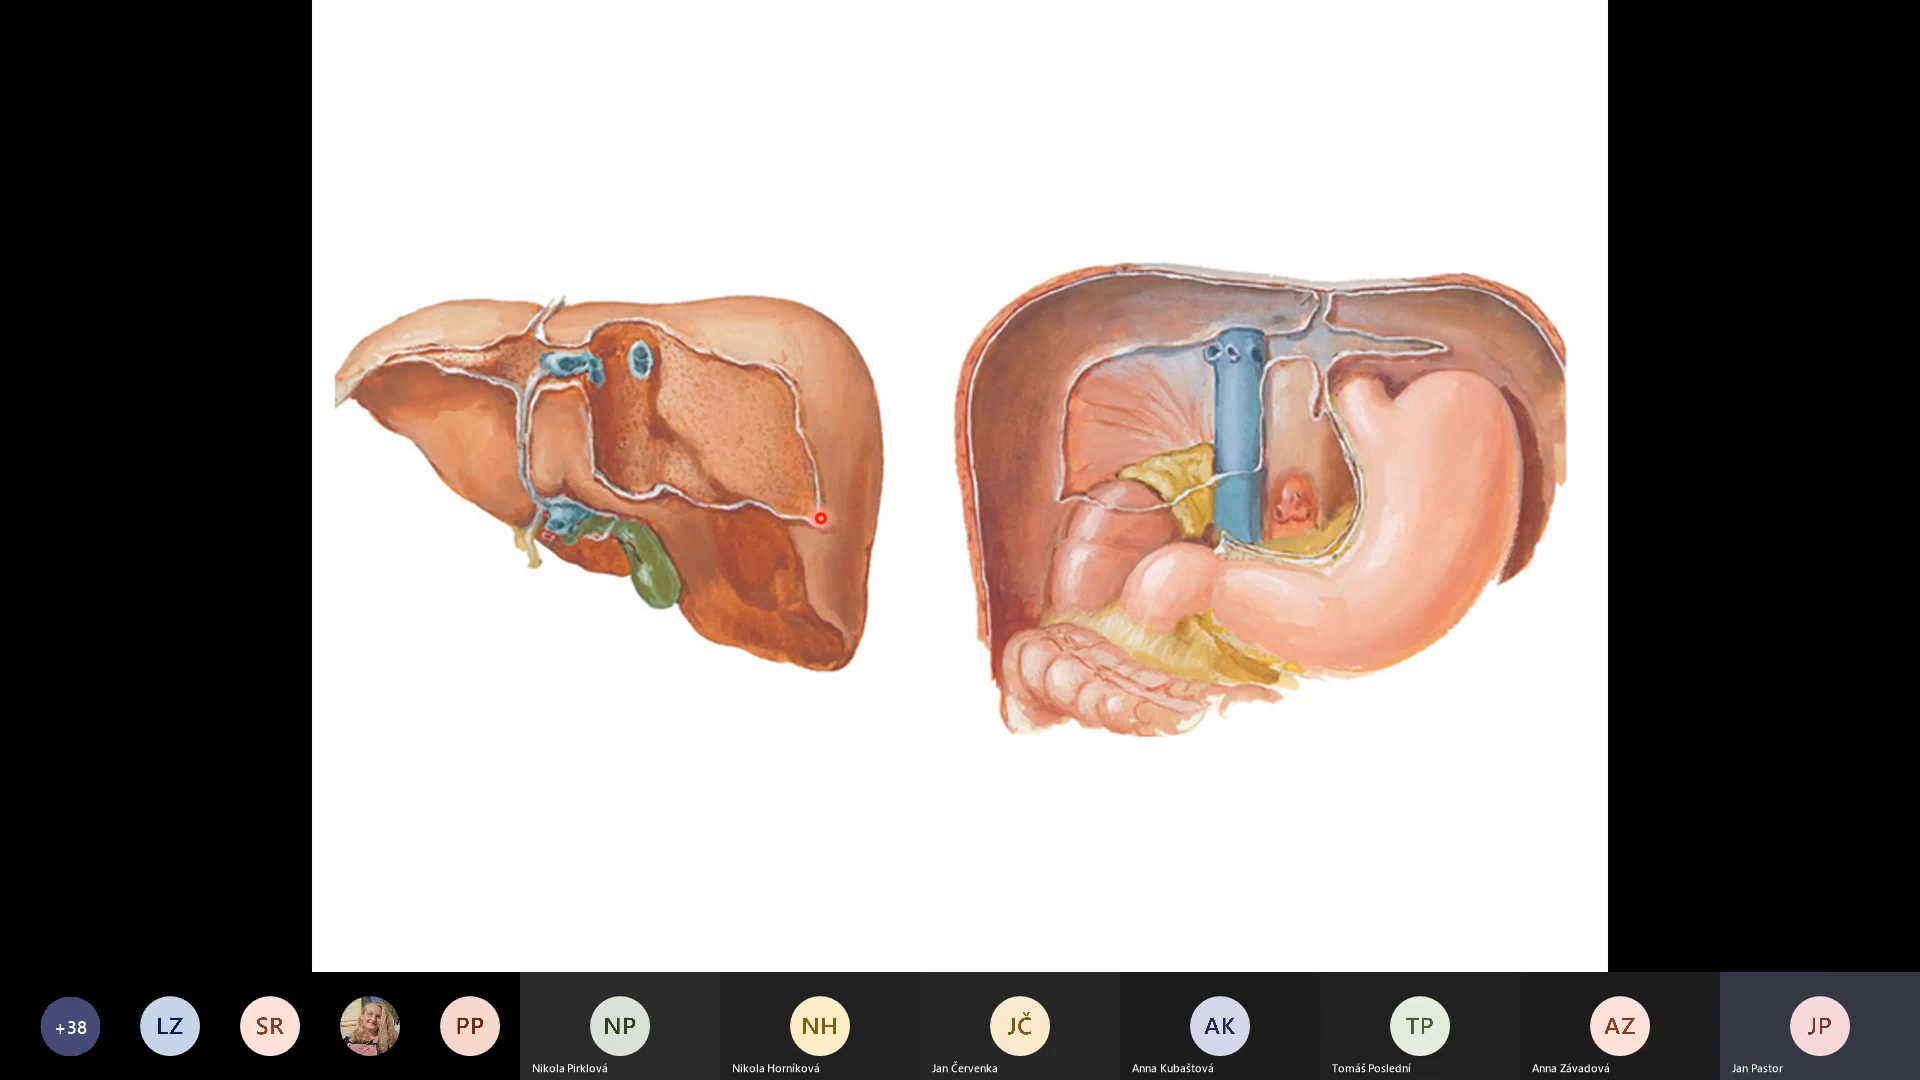 +38
LZ
SR
PP
NP
NH
JČ
AK
TP
AZ
JP
Nikola Pirklová
Nikola Horníková
Jan Červenka
Anna Kubaštová
Tomáš Poslední
Anna Závadová
Jan Pastor